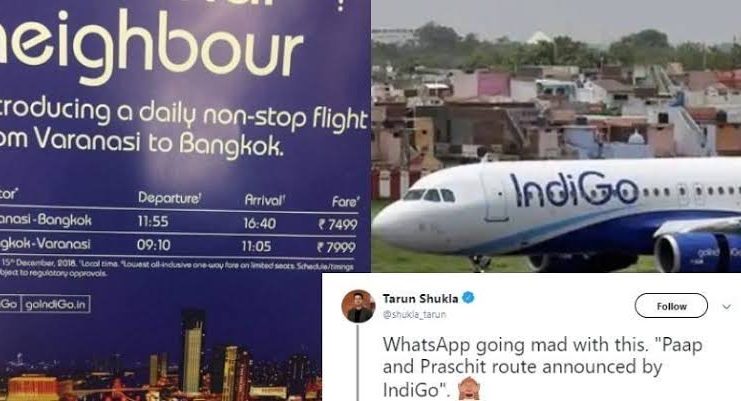 neighbour
troducing a daily non-stop flight
om Varanasi to Bangkok.
tor' Departure† Arrival† Fare*
anasi-Bangkok 11:55 16:40 ₹7499
gkok-Varanasi 09:10 11:05 ₹7999
15th December, 2018. †Local time. *Lowest all-inclusive one-way fare on limited seats. Schedule/timings
bject to regulatory approvals.
Go goIndiGo.in
IndiGo
Tarun Shukla
@shukla_tarun
Follow
WhatsApp going mad with this. "Paap
and Praschit route announced by
IndiGo". 🙈